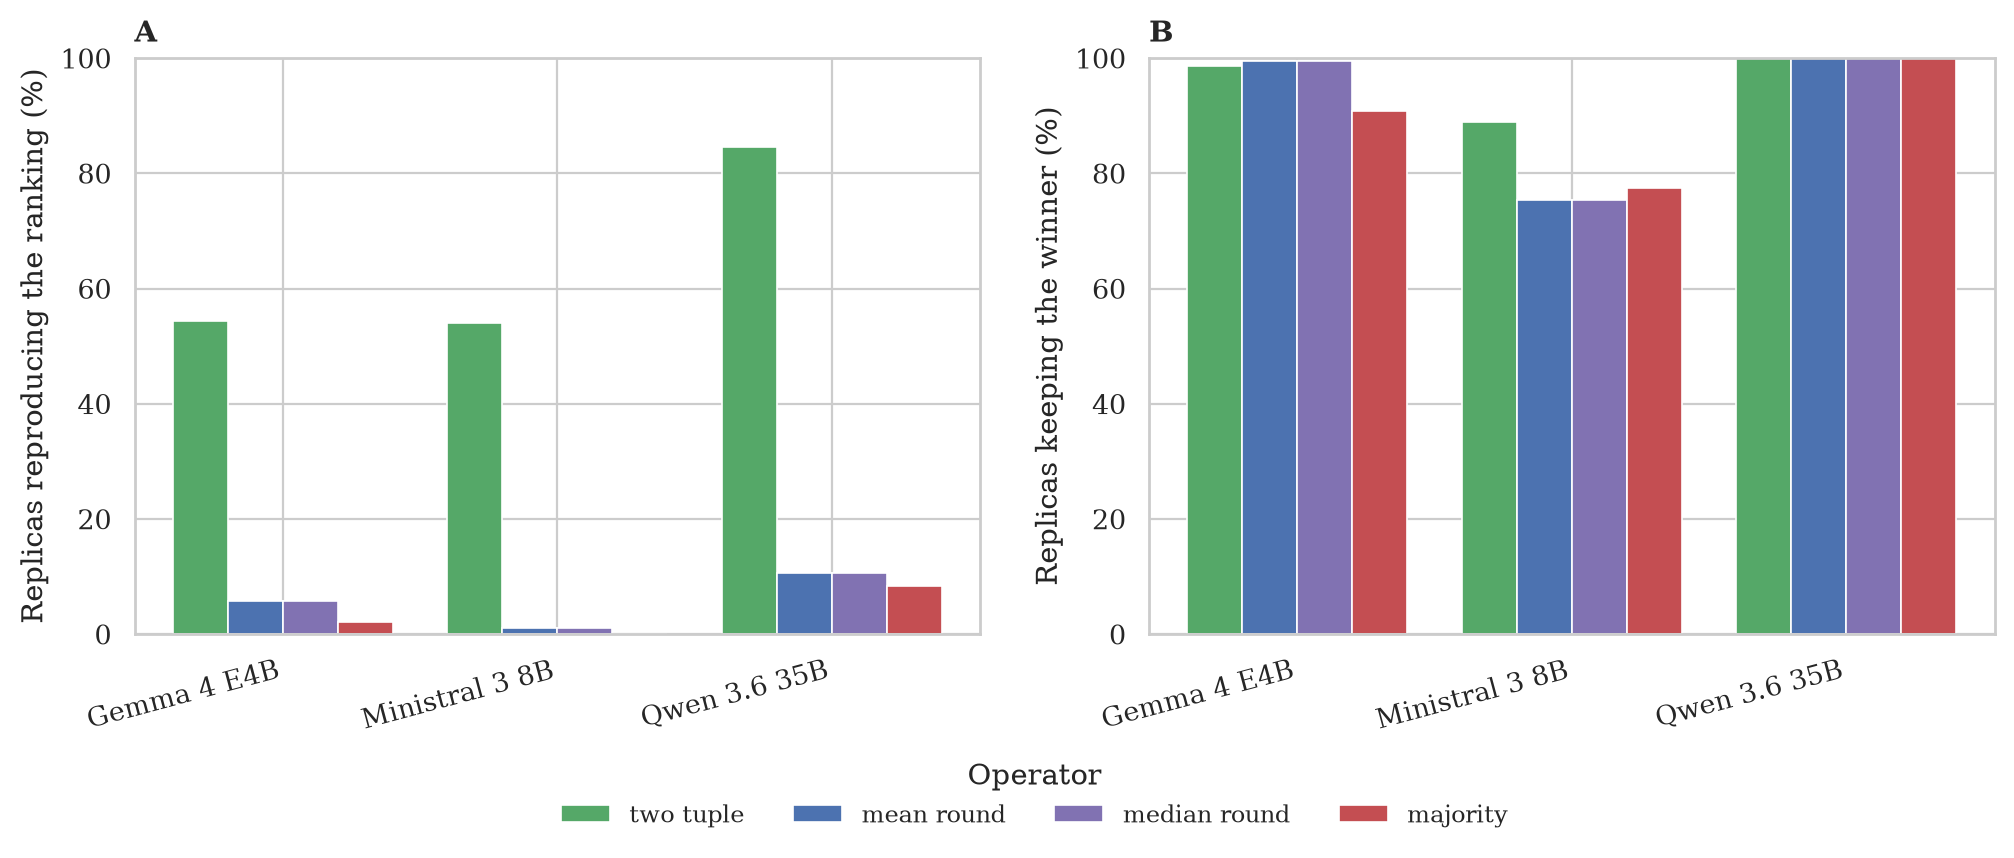 A
Replicas reproducing the ranking (%)
100
80
60
40
20
0
Gemma 4 E4B
Ministral 3 8B
Qwen 3.6 35B
B
Replicas keeping the winner (%)
100
80
60
40
20
0
Gemma 4 E4B
Ministral 3 8B
Qwen 3.6 35B
Operator
two tuple
mean round
median round
majority